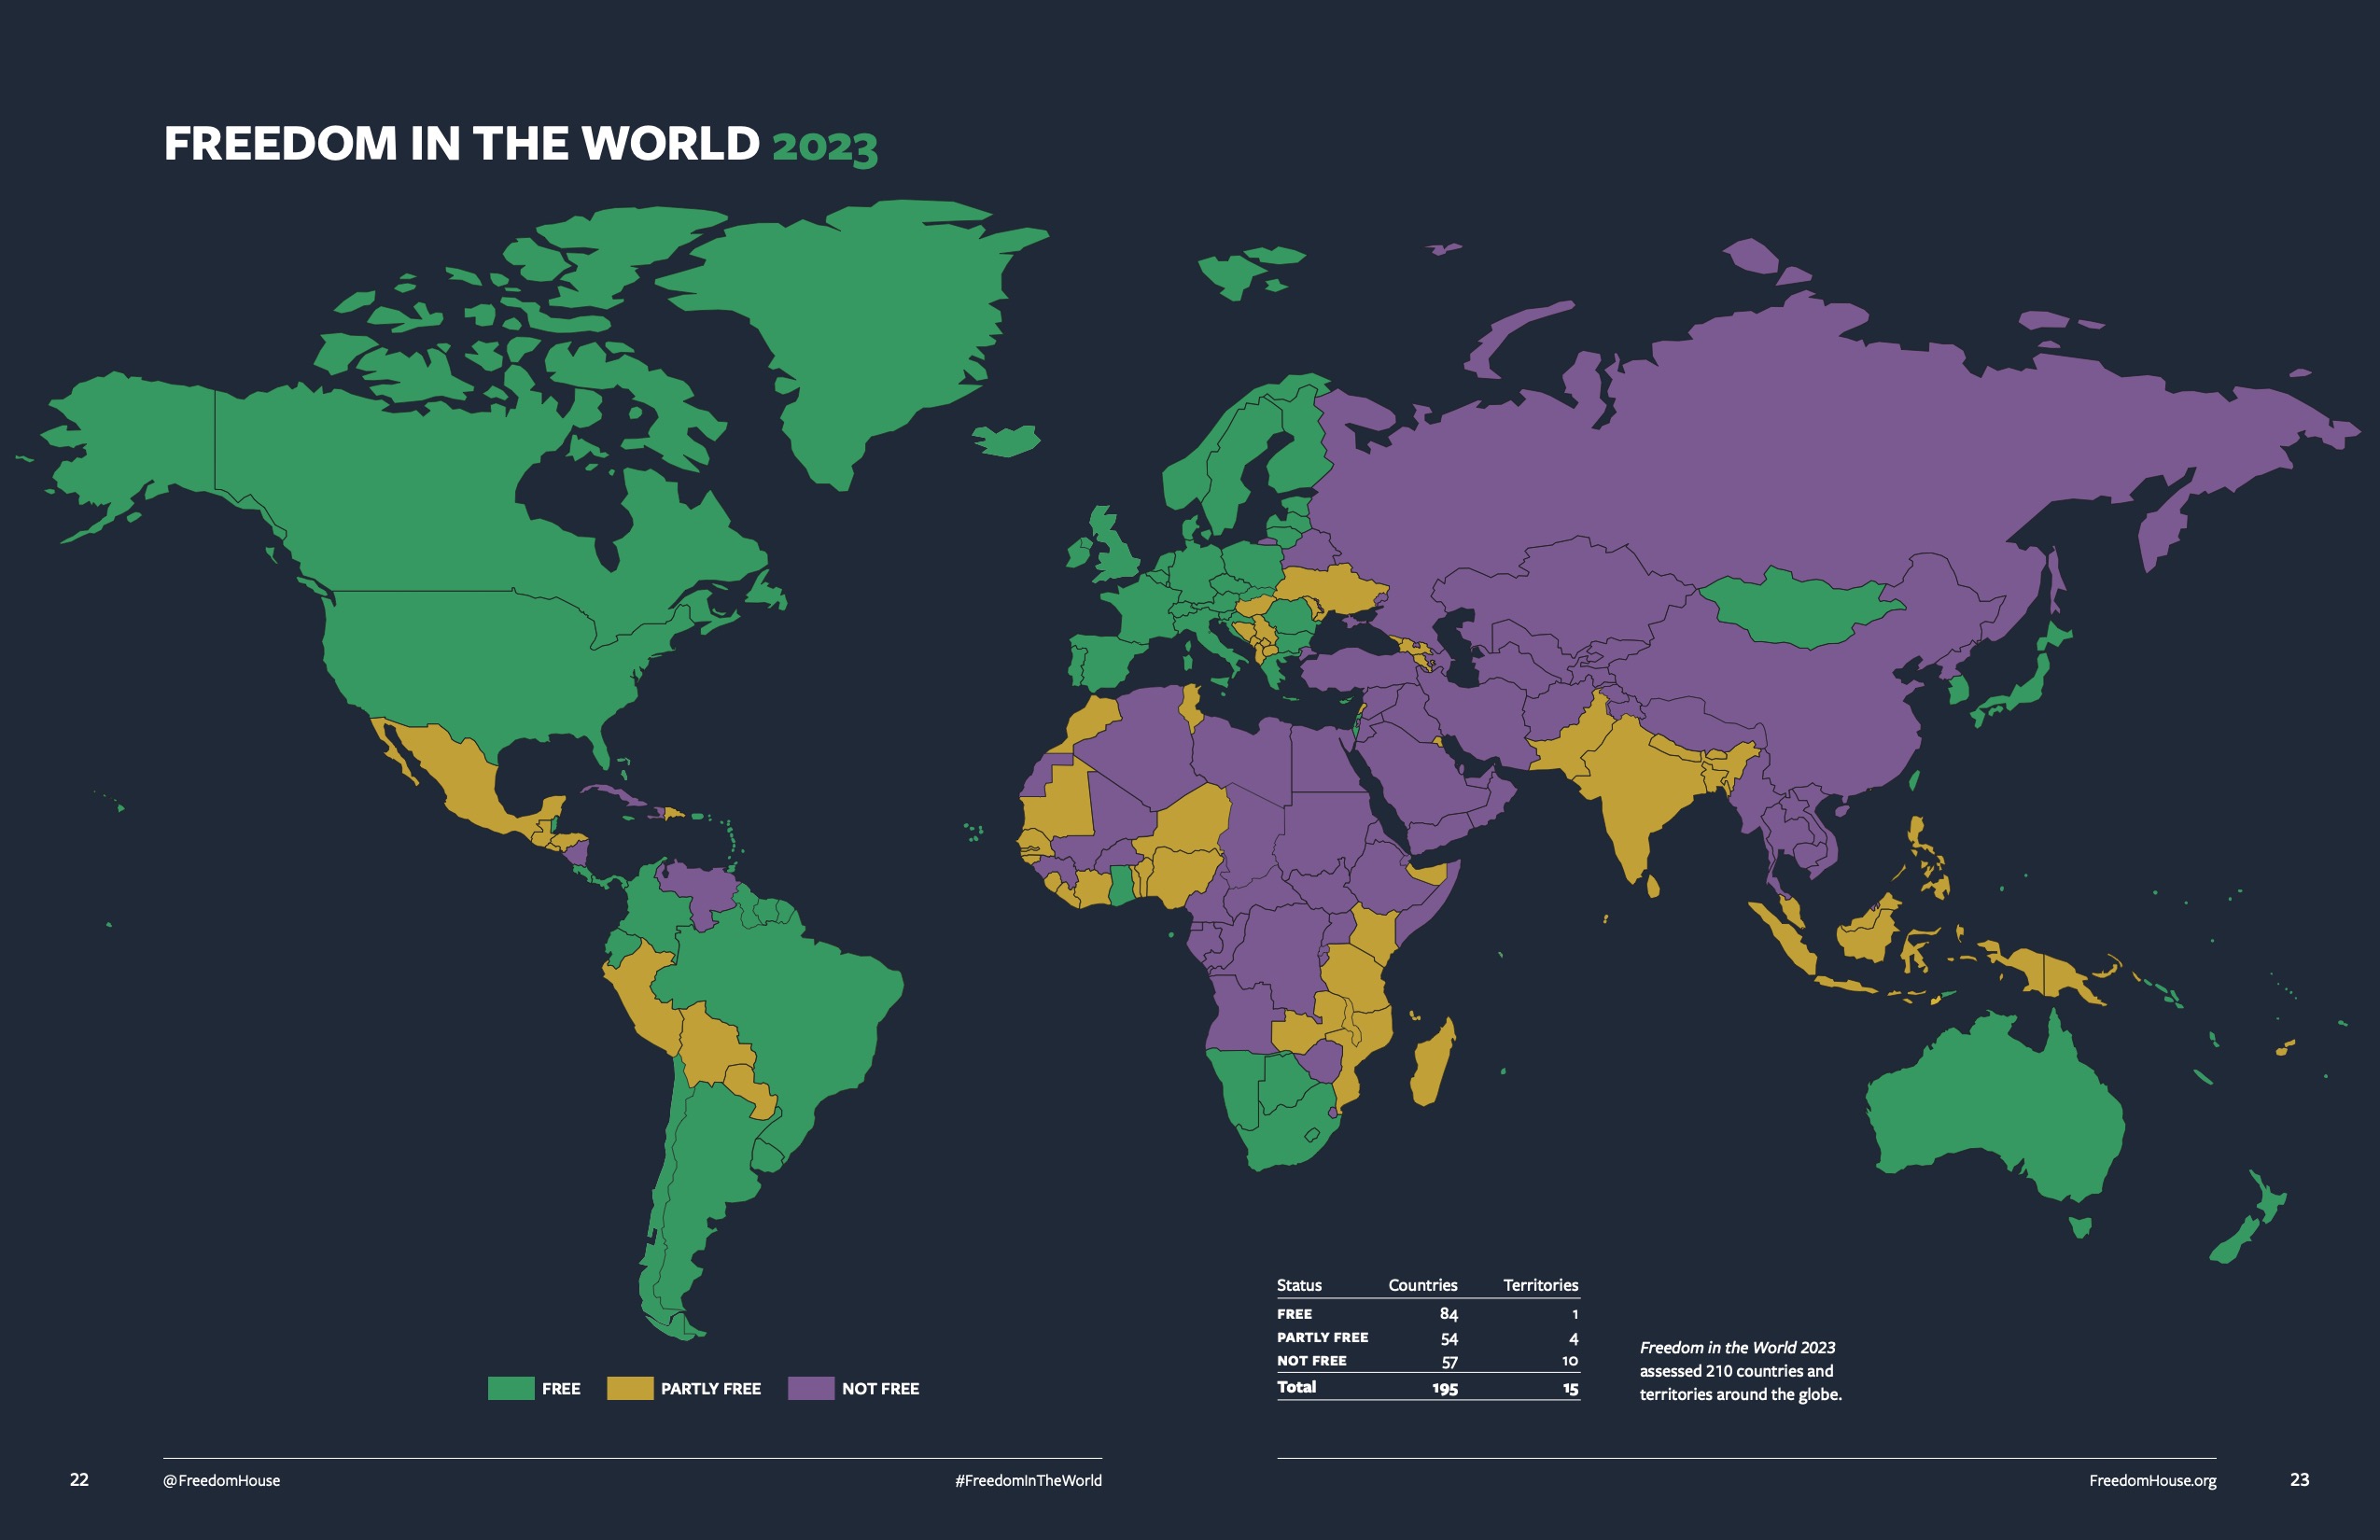 FREEDOM IN THE WORLD 2023
FREE PARTLY FREE NOT FREE
Status Countries Territories
FREE 84 1
PARTLY FREE 54 4
NOT FREE 57 10
Total 195 15
Freedom in the World 2023
assessed 210 countries and
territories around the globe.
22 @FreedomHouse #FreedomInTheWorld FreedomHouse.org 23